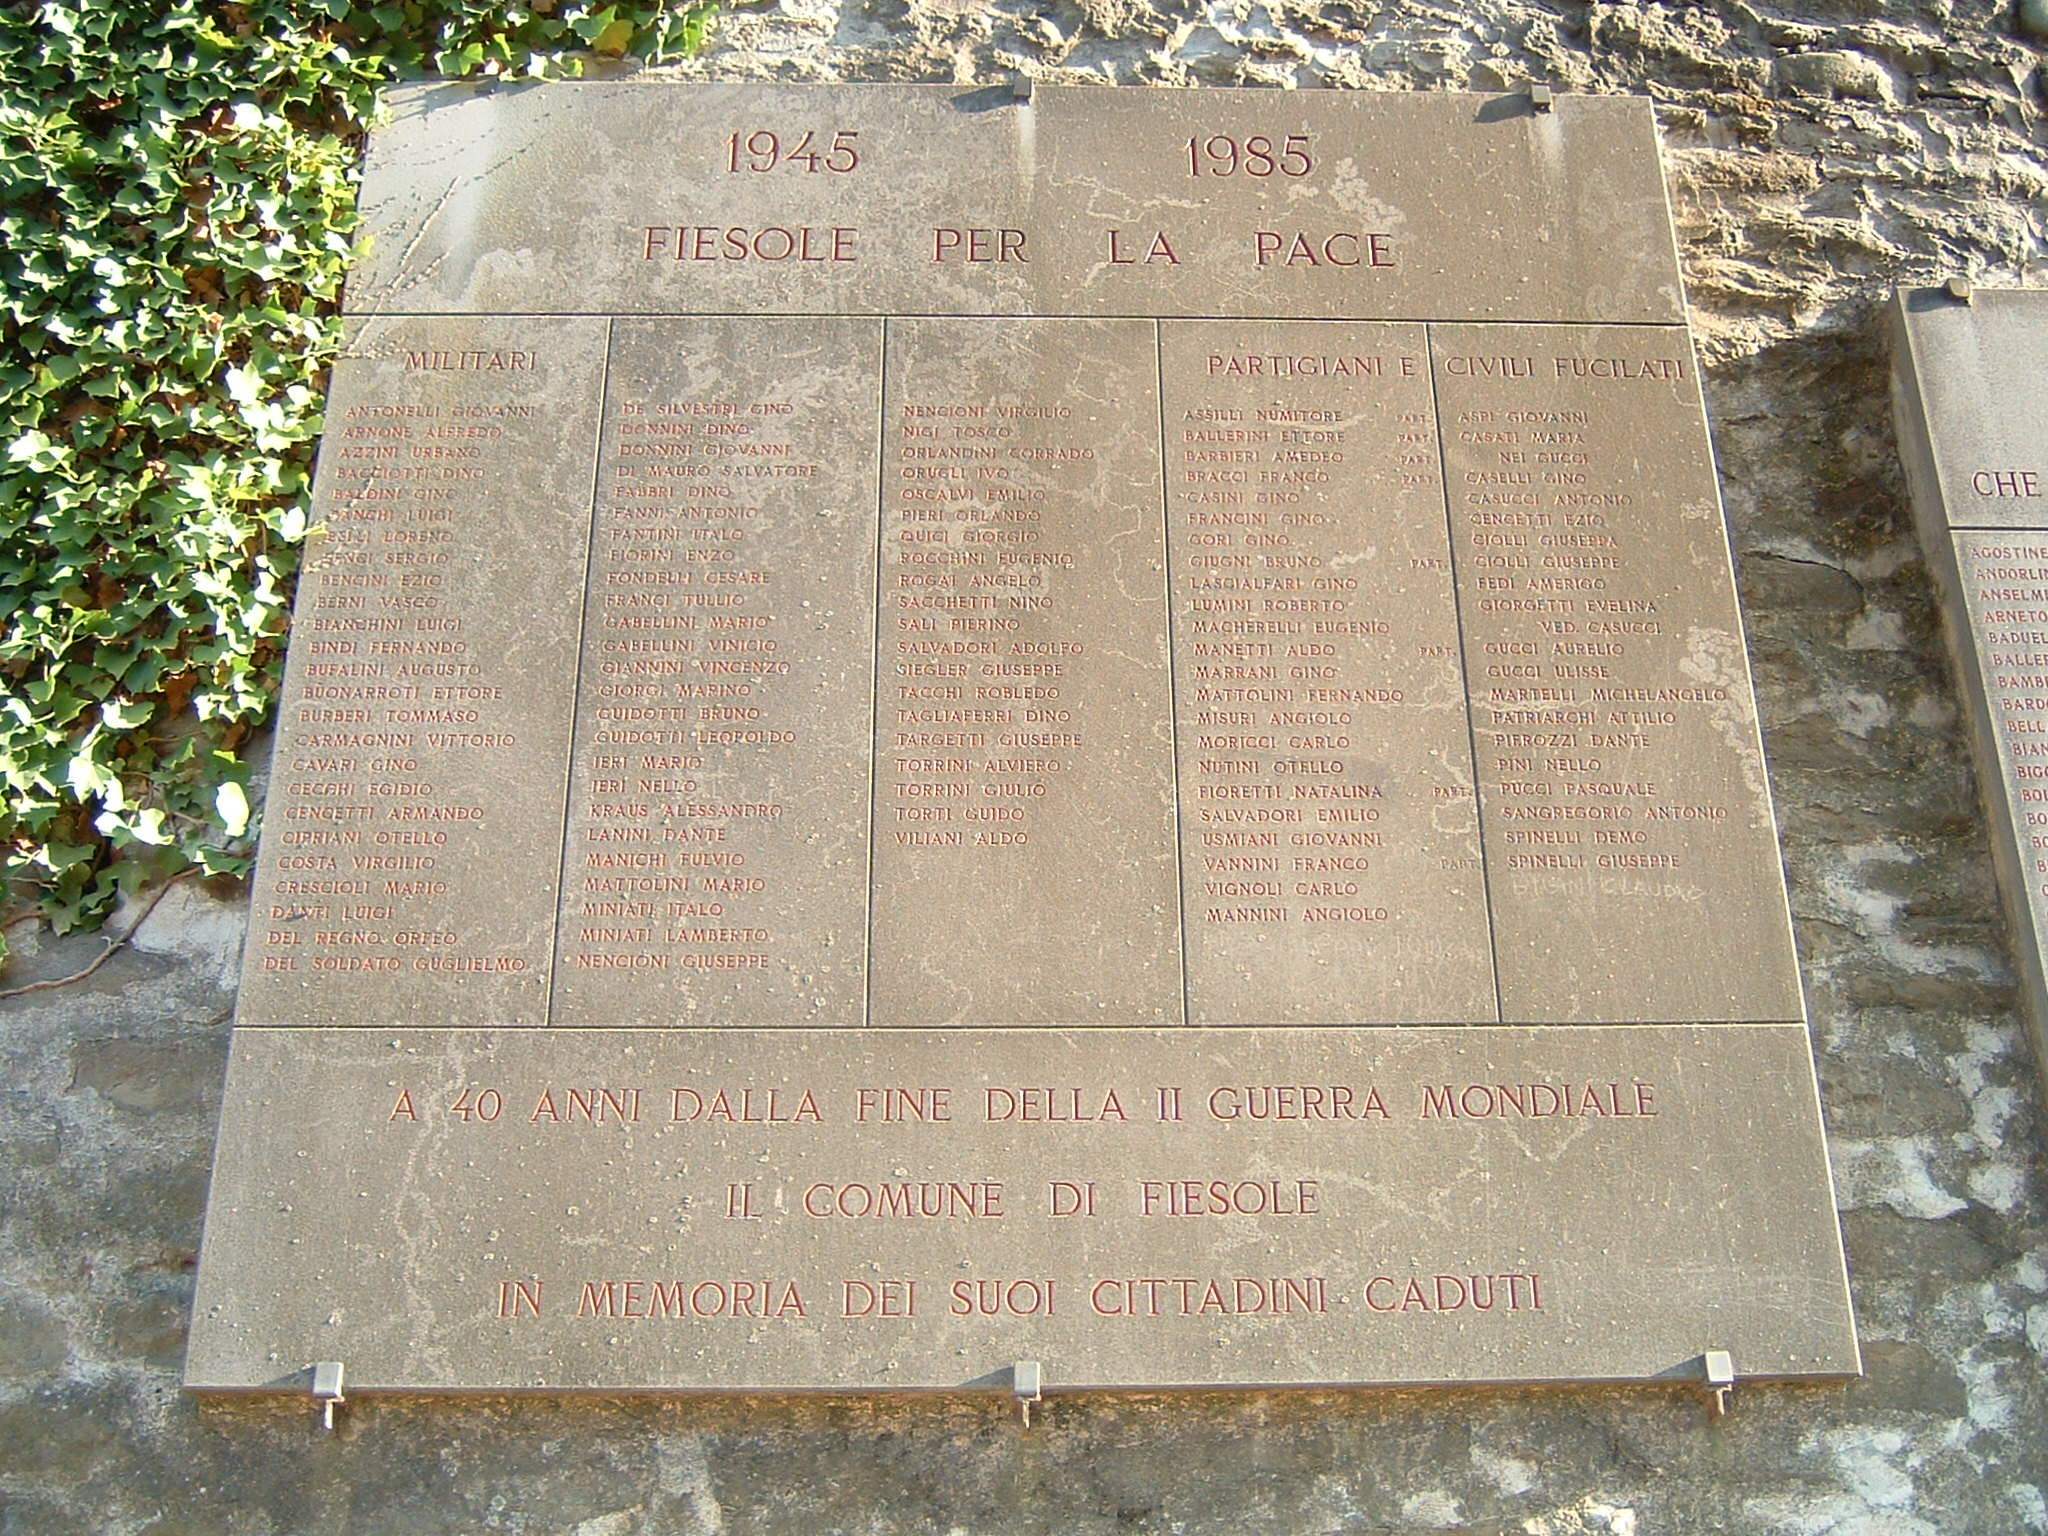 1945 1985
FIESOLE PER LA PACE
MILITARI
ANTONELLI GIOVANNI
ARNONE ALFREDO
AZZINI URBANO
BACCIOTTI DINO
BALDINI GINO
BANCHI LUIGI
BELLI LORENO
BENCI SERGIO
BENCINI EZIO
BERNI VASCO
BIANCHINI LUIGI
BINDI FERNANDO
BUFALINI AUGUSTO
BUONARROTI ETTORE
BURBERI TOMMASO
CARMAGNINI VITTORIO
CAVARI GINO
CECCHI EGIDIO
CENCETTI ARMANDO
CIPRIANI OTELLO
COSTA VIRGILIO
CRESCIOLI MARIO
DANTI LUIGI
DEL REGNO ORFEO
DEL SOLDATO GUGLIELMO
DE SILVESTRI GINO
DONNINI DINO
DONNINI GIOVANNI
DI MAURO SALVATORE
FABBRI DINO
FANNI ANTONIO
FANTINI ITALO
FIORINI ENZO
FONDELLI CESARE
FRANCI TULLIO
GABELLINI MARIO
GABELLINI VINICIO
GIANNINI VINCENZO
GIORGI MARINO
GUIDOTTI BRUNO
GUIDOTTI LEOPOLDO
IERI MARIO
IERI NELLO
KRAUS ALESSANDRO
LANINI DANTE
MANICHI FULVIO
MATTOLINI MARIO
MINIATI ITALO
MINIATI LAMBERTO
NENCIONI GIUSEPPE
NENCIONI VIRGILIO
NIGI TOSCO
ORLANDINI CORRADO
ORUGLI IVO
OSCALVI EMILIO
PIERI ORLANDO
QUICI GIORGIO
ROCCHINI EUGENIO
ROGAI ANGELO
SACCHETTI NINO
SALI PIERINO
SALVADORI ADOLFO
SIEGLER GIUSEPPE
TACCHI ROBLEDO
TAGLIAFERRI DINO
TARGETTI GIUSEPPE
TORRINI ALVIERO
TORRINI GIULIO
TORTI GUIDO
VILIANI ALDO
PARTIGIANI E CIVILI FUCILATI
ASSILLI NUMITORE PART.
BALLERINI ETTORE PART.
BARBIERI AMEDEO PART.
BRACCI FRANCO PART.
CASINI GINO
FRANCINI GINO
GORI GINO
GIUGNI BRUNO PART.
LASCIALFARI GINO
LUMINI ROBERTO
MACHERELLI EUGENIO
MANETTI ALDO PART.
MARRANI GINO
MATTOLINI FERNANDO
MISURI ANGIOLO
MORICCI CARLO
NUTINI OTELLO
FIORETTI NATALINA PART.
SALVADORI EMILIO
USMIANI GIOVANNI
VANNINI FRANCO PART.
VIGNOLI CARLO
MANNINI ANGIOLO
ASPI GIOVANNI
CASATI MARIA
NEI GUCCI
CASELLI GINO
CASUCCI ANTONIO
CENCETTI EZIO
CIOLLI GIUSEPPA
CIOLLI GIUSEPPE
FEDI AMERIGO
GIORGETTI EVELINA
VED. CASUCCI
GUCCI AURELIO
GUCCI ULISSE
MARTELLI MICHELANGELO
PATRIARCHI ATTILIO
PIEROZZI DANTE
PINI NELLO
PUCCI PASQUALE
SANGREGORIO ANTONIO
SPINELLI DEMO
SPINELLI GIUSEPPE
CLAUDIO
A 40 ANNI DALLA FINE DELLA II GUERRA MONDIALE
IL COMUNE DI FIESOLE
IN MEMORIA DEI SUOI CITTADINI CADUTI
CHE